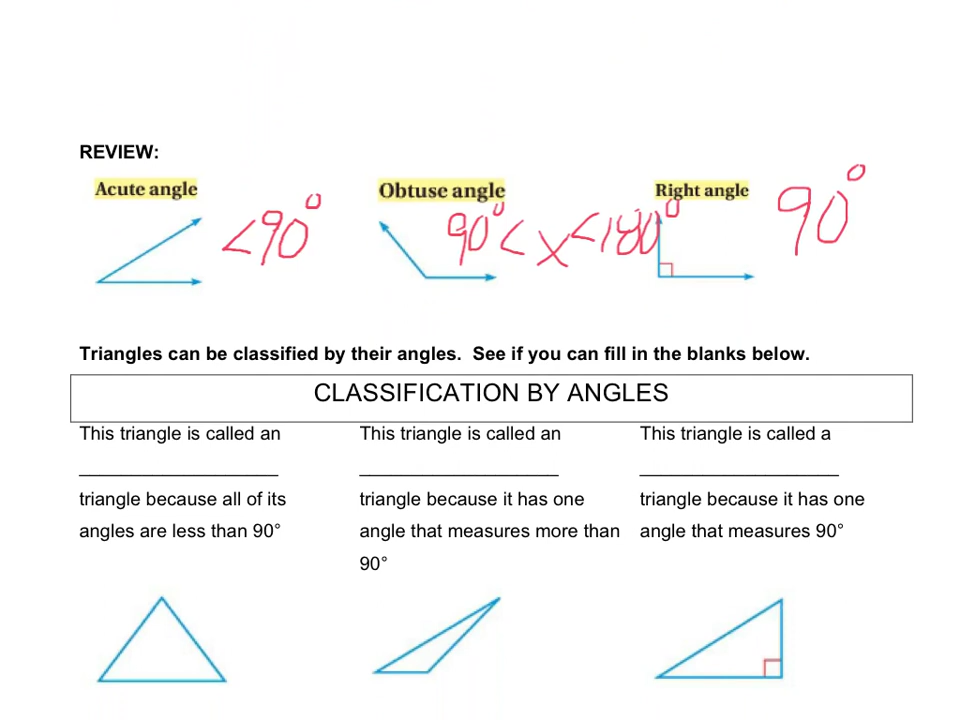 REVIEW:
Acute angle Obtuse angle Right angle
<90° 90°< x <180° 90°
Triangles can be classified by their angles. See if you can fill in the blanks below.
CLASSIFICATION BY ANGLES
This triangle is called an
____________________
triangle because all of its
angles are less than 90°
This triangle is called an
____________________
triangle because it has one
angle that measures more than
90°
This triangle is called a
____________________
triangle because it has one
angle that measures 90°